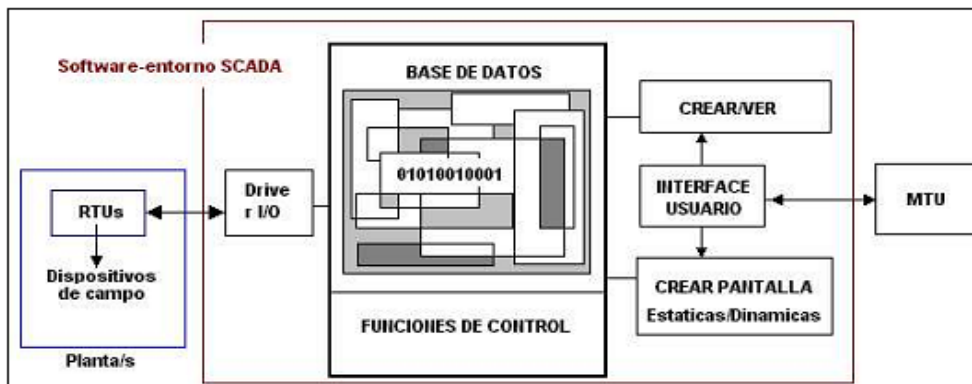 Software-entorno SCADA
BASE DE DATOS
01010010001
CREAR/VER
RTUs
Dispositivos
de campo
Planta/s
Drive
r I/O
INTERFACE
USUARIO
MTU
CREAR PANTALLA
Estaticas/Dinamicas
FUNCIONES DE CONTROL